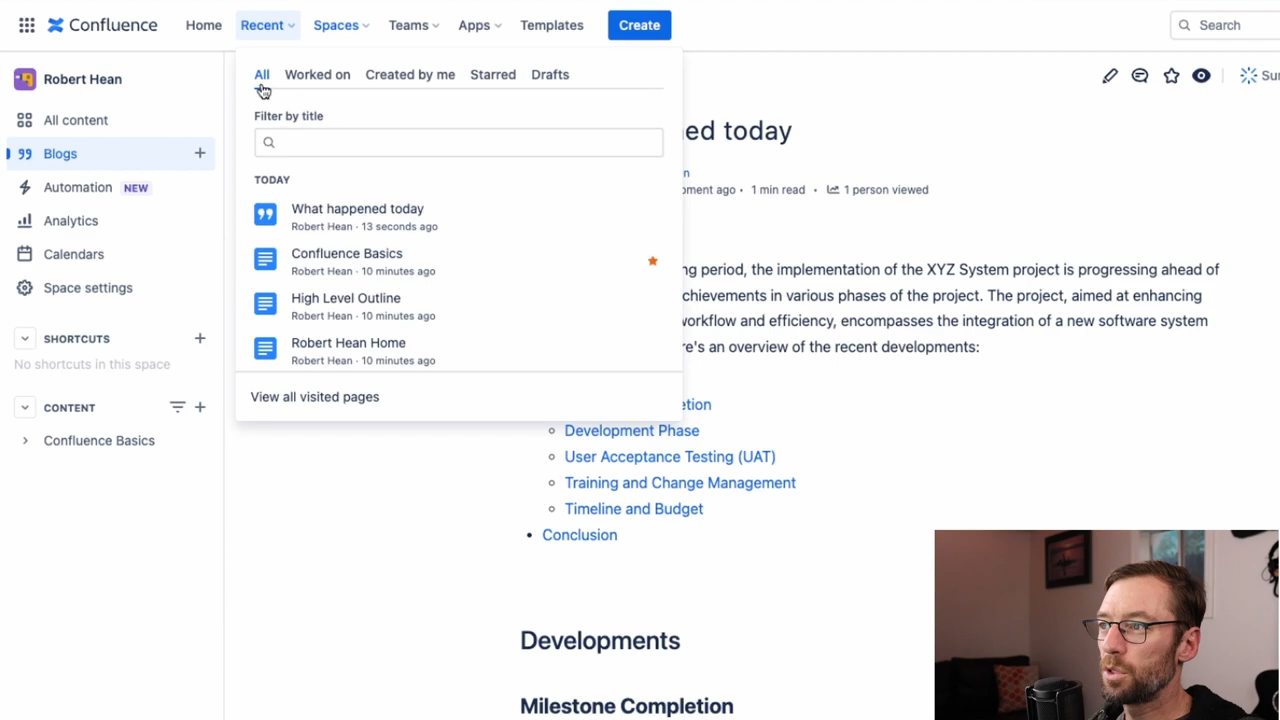 Confluence
Home
Recent
Spaces
Teams
Apps
Templates
Create
Search
Robert Hean
All content
Blogs
Automation NEW
Analytics
Calendars
Space settings
SHORTCUTS
No shortcuts in this space
CONTENT
Confluence Basics
All
Worked on
Created by me
Starred
Drafts
Filter by title
TODAY
What happened today
Robert Hean · 13 seconds ago
Confluence Basics
Robert Hean · 10 minutes ago
High Level Outline
Robert Hean · 10 minutes ago
Robert Hean Home
Robert Hean · 10 minutes ago
View all visited pages
ed today
ago · 1 min read · 1 person viewed
ng period, the implementation of the XYZ System project is progressing ahead of
chievements in various phases of the project. The project, aimed at enhancing
workflow and efficiency, encompasses the integration of a new software system
re's an overview of the recent developments:
etion
Development Phase
User Acceptance Testing (UAT)
Training and Change Management
Timeline and Budget
• Conclusion
Developments
Milestone Completion